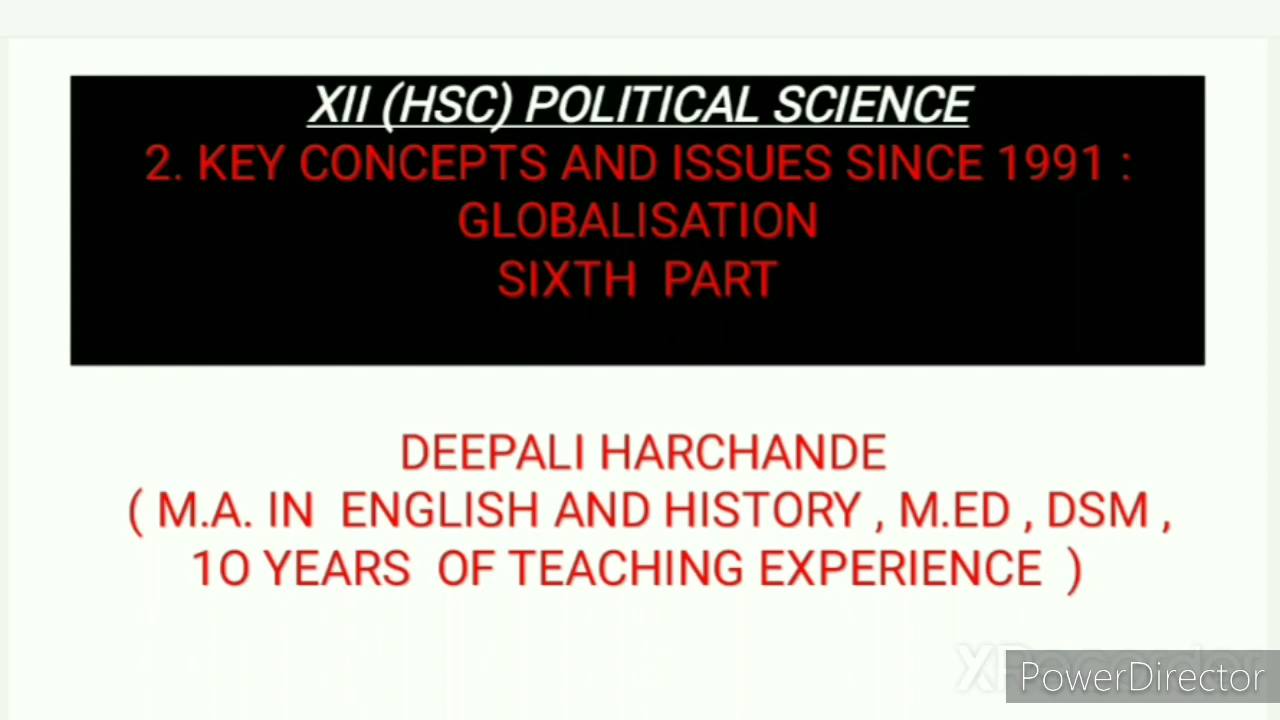 XII (HSC) POLITICAL SCIENCE
2. KEY CONCEPTS AND ISSUES SINCE 1991 :
GLOBALISATION
SIXTH PART
DEEPALI HARCHANDE
( M.A. IN ENGLISH AND HISTORY , M.ED , DSM ,
1O YEARS OF TEACHING EXPERIENCE )
PowerDirector